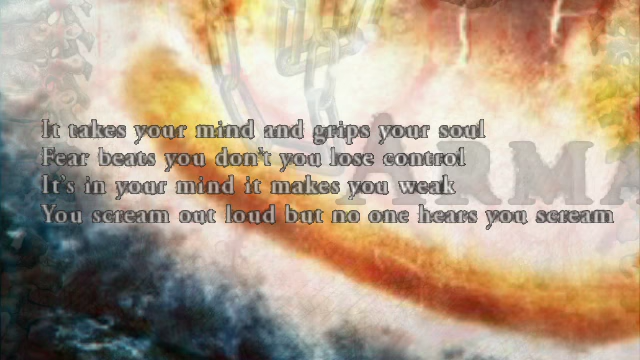 It takes your mind and grips your soul
Fear beats you don't you lose control
It's in your mind it makes you weak
You scream out loud but no one hears you scream
ARMA